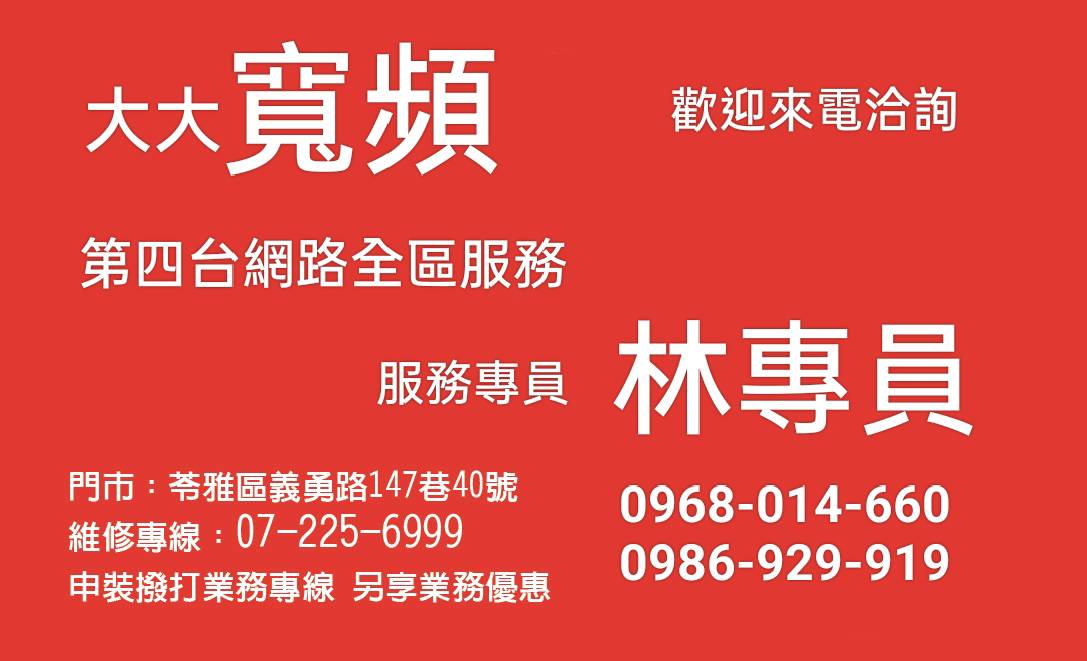 大大寬頻
歡迎來電洽詢
第四台網路全區服務
服務專員 林專員
門市：苓雅區義勇路147巷40號
維修專線：07-225-6999
申裝撥打業務專線 另享業務優惠
0968-014-660
0986-929-919